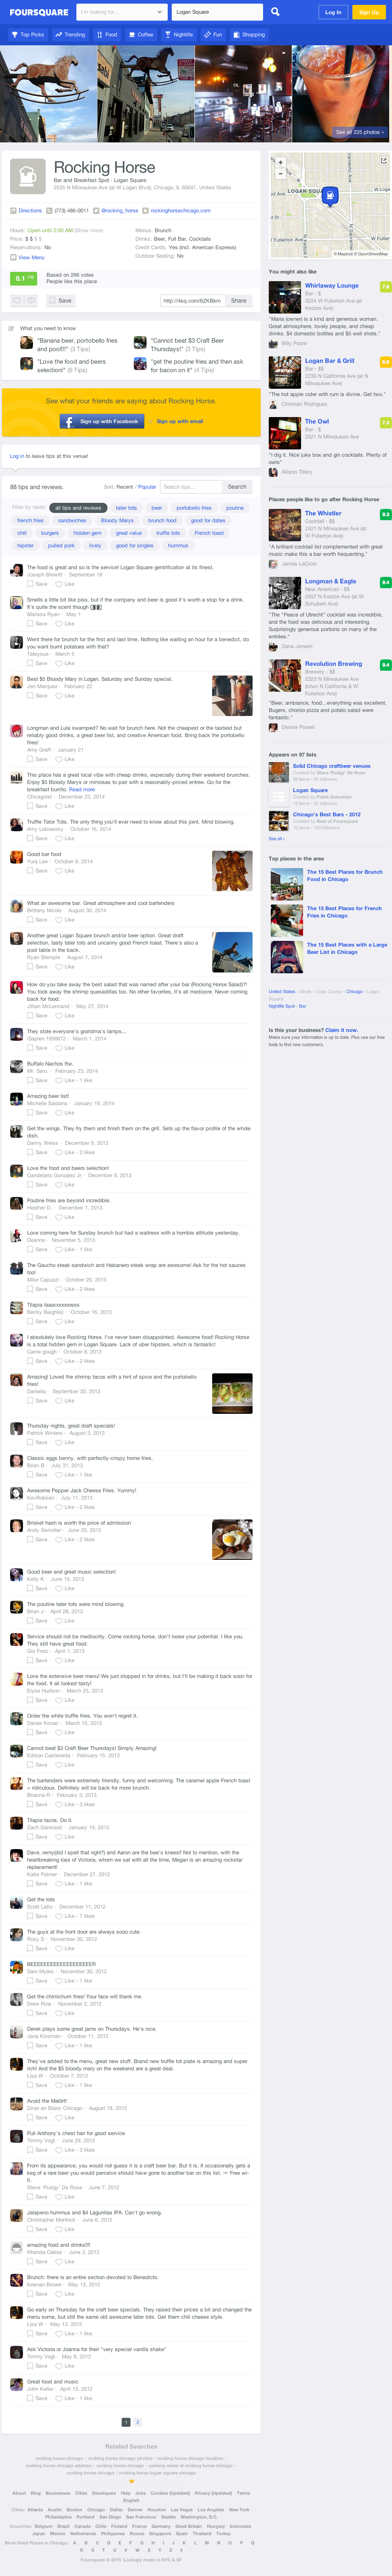 FOURSQUARE
I'm looking for...
Logan Square
Log In
Sign Up
Top Picks
Trending
Food
Coffee
Nightlife
Fun
Shopping
See all 225 photos »
Rocking Horse
Bar and Breakfast Spot · Logan Square
2535 N Milwaukee Ave (at W Logan Blvd), Chicago, IL 60647, United States
Directions
(773) 486-0011
@rocking_horse
rockinghorsechicago.com
Hours: Open until 2:00 AM (Show more)
Price: $ $ $ $
Reservations: No
View Menu
Menus: Brunch
Drinks: Beer, Full Bar, Cocktails
Credit Cards: Yes (incl. American Express)
Outdoor Seating: No
8.1 /10
Based on 266 votes
People like this place
Save
http://4sq.com/6ZKBkm
Share
What you need to know
"Banana beer, portobello fries and pool!!!" (3 Tips)
"Cannot beat $3 Craft Beer Thursdays!" (3 Tips)
"Love the food and beers selection!" (6 Tips)
"get the poutine fries and then ask for bacon on it" (4 Tips)
See what your friends are saying about Rocking Horse.
Sign up with Facebook
Sign up with email
Log in to leave tips at this venue!
88 tips and reviews.
Sort: Recent / Popular
Search tips...
Search
Filter by taste:
all tips and reviews
tater tots
beer
portobello fries
poutine
french fries
sandwiches
Bloody Marys
brunch food
good for dates
chili
burgers
hidden gem
great value
truffle tots
French toast
hipster
pulled pork
lively
good for singles
hummus
The food is great and so is the scene! Logan Square tradition at its finest.
Joseph Brewitt · September 18
Save Like
Smells a little bit like piss, but if the company and beer is good it's worth a stop for a drink. It's quite the scene though
Marissa Ryan · May 1
Save Like
Went there for brunch for the first and last time. Nothing like waiting an hour for a benedict, do you want burnt potatoes with that?
Save Like
Best $5 Bloody Mary in Logan. Saturday and Sunday special.
Jen Marquez · February 22
Save Like
Longman and Lula swamped? No wait for brunch here. Not the cheapest or the tastiest but reliably good dranks, a great beer list, and creative American food. Bring back the portobello fries!
Amy Graff · January 21
Save Like
This place has a great local vibe with cheap drinks, especially during their weekend brunches. Enjoy $5 Bloody Marys or mimosas to pair with a reasonably-priced entree. Go for the breakfast burrito. Read more
Chicagoist · December 23, 2014
Save Like
Truffle Tator Tots. The only thing you'll ever need to know about this joint. Mind blowing.
Amy Lebowsky · October 16, 2014
Save Like
Good bar food
Yura Lee · October 6, 2014
Save Like
What an awesome bar. Great atmosphere and cool bartenders
Brittany Nicole · August 30, 2014
Save Like
Another great Logan Square brunch and/or beer option. Great draft selection, tasty tater tots and uncanny good French toast. There's also a pool table in the back.
Ryan Stempie · August 7, 2014
Save Like
How do you take away the best salad that was named after your bar (Rocking Horse Salad)?! You took away the shrimp quesadillas too. No other favorites, it's all mediocre. Never coming back for food.
Jillian McLennand · May 27, 2014
Save Like
They stole everyone's grandma's lamps...
March 1, 2014
Save Like
Buffalo Nachos ftw.
Mr. Saro. · February 23, 2014
Save Like · 1 like
Amazing beer list!
Michelle Saldana · January 19, 2014
Save Like
Get the wings. They fry them and finish them on the grill. Sets up the flavor profile of the whole dish.
Danny Weiss · December 9, 2013
Save Like · 2 likes
Love the food and beers selection!
Candelario Gonzalez Jr · December 8, 2013
Save Like
Poutine fries are beyond incredible.
Heather D. · December 1, 2013
Save Like
Love coming here for Sunday brunch but had a waitress with a horrible attitude yesterday.
Deanna · November 5, 2013
Save Like · 1 like
The Gaucho steak sandwich and Habanero steak wrap are awesome! Ask for the hot sauces too!
Mike Capuzzi · October 20, 2013
Save Like · 2 likes
Tilapia taaacooooosss
Becky Beighley · October 16, 2013
Save Like
I absolutely love Rocking Horse. I've never been disappointed. Awesome food! Rocking Horse is a total hidden gem in Logan Square. Lack of uber hipsters, which is fantastic!
Carrie gough · October 8, 2013
Save Like · 2 likes
Amazing! Loved the shrimp tacos with a hint of spice and the portobello fries!
Daniella · September 30, 2013
Save Like
Thursday nights, great draft specials!
Patrick Winters · August 3, 2013
Save Like
Classic eggs benny, with perfectly-crispy home fries.
Brian B · July 31, 2013
Save Like · 1 like
Awesome Pepper Jack Cheese Fries, Yummy!
KevRokken · July 11, 2013
Save Like · 2 likes
Brisket hash is worth the price of admission
Andy Swindler · June 29, 2013
Save Like · 2 likes
Good beer and great music selection!
Kelly K · June 19, 2013
Save Like
The poutine tater tots were mind blowing.
Brian J. · April 28, 2013
Save Like
Service should not be mediocrity. Come rocking horse, don't loose your potential. I like you. They still have great food.
Gio Fretz · April 1, 2013
Save Like
Love the extensive beer menu! We just stopped in for drinks, but I'll be making it back soon for the food. It all looked tasty!
Elyse Hudson · March 25, 2013
Save Like
Order the white truffle fries. You won't regret it.
Danae Kovac · March 15, 2013
Save Like
Cannot beat $3 Craft Beer Thursdays! Simply Amazing!
Edison Castaneda · February 15, 2013
Save Like
The bartenders were extremely friendly, funny and welcoming. The caramel apple French toast = ridiculous. Definitely will be back for more brunch.
Brianne R · February 3, 2013
Save Like · 3 likes
Tilapia tacos. Do it.
Zach Garwood · January 19, 2013
Save Like
Dave, remy(did I spell that right?) and Aaron are the bee's knees!! Not to mention, with the heartbreaking loss of Victoria, whom we sat with all the time, Megan is an amazing rockstar replacement!
Katie Palmer · December 27, 2012
Save Like · 1 like
Get the tots
Scott Latto · December 11, 2012
Save Like · 7 likes
The guys at the front door are always sooo cute.
Roxy S · November 30, 2012
Save Like
BEEEEEEEEEEEEEEEEEEER
Sam Myers · November 30, 2012
Save Like · 1 like
Get the chimichurri fries! Your face will thank me.
Drew Rios · November 2, 2012
Save Like
Derek plays some great jams on Thursdays. He's nice.
Jana Kinsman · October 11, 2012
Save Like · 1 like
They've added to the menu, great new stuff. Brand new truffle tot plate is amazing and super rich! And the $5 bloody mary on the weekend are a great deal.
Lisa W · October 7, 2012
Save Like · 1 like
Avoid the Malört!
Diner en Blanc Chicago · August 18, 2012
Save Like
Pull Anthony's chest hair for good service
Timmy Vogt · June 29, 2012
Save Like · 3 likes
From its appearance, you would not guess it is a craft beer bar. But it is. It occasionally gets a keg of a rare beer you would perceive would have gone to another bar on this list. Free wi-fi.
Steve 'Pudgy' De Rose · June 7, 2012
Save Like
Jalapeno hummus and $4 Lagunitas IPA. Can't go wrong.
Christopher Montwill · June 6, 2012
Save Like
amazing food and drinks!!!!
Rhonda Oakes · June 3, 2012
Save Like
Brunch: there is an entire section devoted to Benedicts.
Keenan Browe · May 13, 2012
Save Like
Go early on Thursday for the craft beer specials. They raised their prices a bit and changed the menu some, but still the same old awesome tater tots. Get them chili cheese style.
Lisa W · May 13, 2012
Save Like · 1 like
Ask Victoria or Joanna for their "very special vanilla shake"
Timmy Vogt · May 9, 2012
Save Like
Great food and music
John Keller · April 13, 2012
Save Like · 1 like
1 2
LOGAN SQUARE
© Mapbox © OpenStreetMap
You might also like
Whirlaway Lounge
Bar · $
3224 W Fullerton Ave (at Kedzie Ave)
"Maria (owner) is a kind and generous woman. Great atmosphere, lovely people, and cheap drinks. $4 domestic bottles and $5 well shots."
Billy Poore
Logan Bar & Grill
Bar · $$
2230 N California Ave (at N Milwaukee Ave)
"The hot apple cider with rum is divine. Get two."
Christian Rodriguez
The Owl
Bar · $
2521 N Milwaukee Ave
"I dig it. Nice juke box and got cocktails. Plenty of owls"
Allison Tilley
People who like to go after Rocking Horse
The Whistler
Cocktail · $$
2421 N Milwaukee Ave (at W Fullerton Ave)
"A brilliant cocktail list complemented with great music make this a bar worth frequenting."
James LaCroix
Longman & Eagle
New American · $$
2657 N Kedzie Ave (at W Schubert Ave)
"The "Peace of Umwelt" cocktail was incredible, and the food was delicious and interesting. Surprisingly generous portions on many of the entrees."
Dana Jensen
Revolution Brewing
Brewery · $$
2323 N Milwaukee Ave (btwn N California & W Fullerton Ave)
"Beer, ambiance, food...everything was excellent. Bugers, chorizo pizza and potato salad were fantastic."
Denise Powell
Appears on 97 lists
Solid Chicago craftbeer venues
Created by Steve 'Pudgy' De Rose
Logan Square
Created by Frank Schneider
Chicago's Best Bars - 2012
Created by Best of Foursquare
See all ›
Top places in the area
The 15 Best Places for Brunch Food in Chicago
The 15 Best Places for French Fries in Chicago
The 15 Best Places with a Large Beer List in Chicago
United States › Illinois › Cook County › Chicago › Logan Square
Nightlife Spot › Bar
Is this your business? Claim it now.
Make sure your information is up to date. Plus use our free tools to find new customers.
Related Searches
rocking horse chicago · rocking horse chicago photos · rocking horse chicago location ·
rocking horse chicago address · rocking horse chicago ·
rocking horse chicago · rocking horse logan square chicago
About Blog Businesses Cities Developers Help Jobs Cookies (Updated) Privacy (Updated) Terms
English
Cities: Atlanta Austin Boston Chicago Dallas Denver Houston Las Vegas Los Angeles New York
Philadelphia Portland San Diego San Francisco Seattle Washington, D.C.
Countries: Belgium Brazil Canada Chile Finland France Germany Great Britain Hungary Indonesia
Japan Mexico Netherlands Philippines Russia Singapore Spain Thailand Turkey
More Great Places in Chicago: A B C D E F G H I J K L M N O P Q
R S T U V W X Y Z #
Foursquare © 2015 Lovingly made in NYC & SF